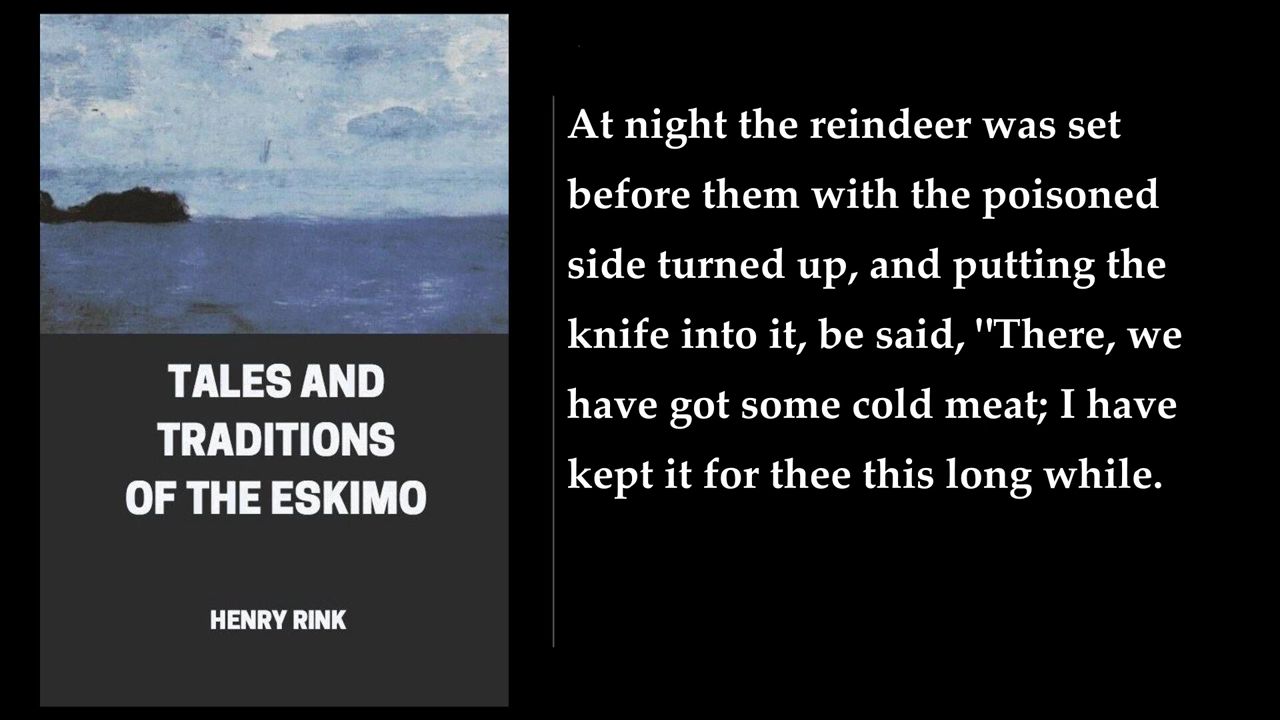 TALES AND
TRADITIONS
OF THE ESKIMO
HENRY RINK
At night the reindeer was set
before them with the poisoned
side turned up, and putting the
knife into it, be said, "There, we
have got some cold meat; I have
kept it for thee this long while.